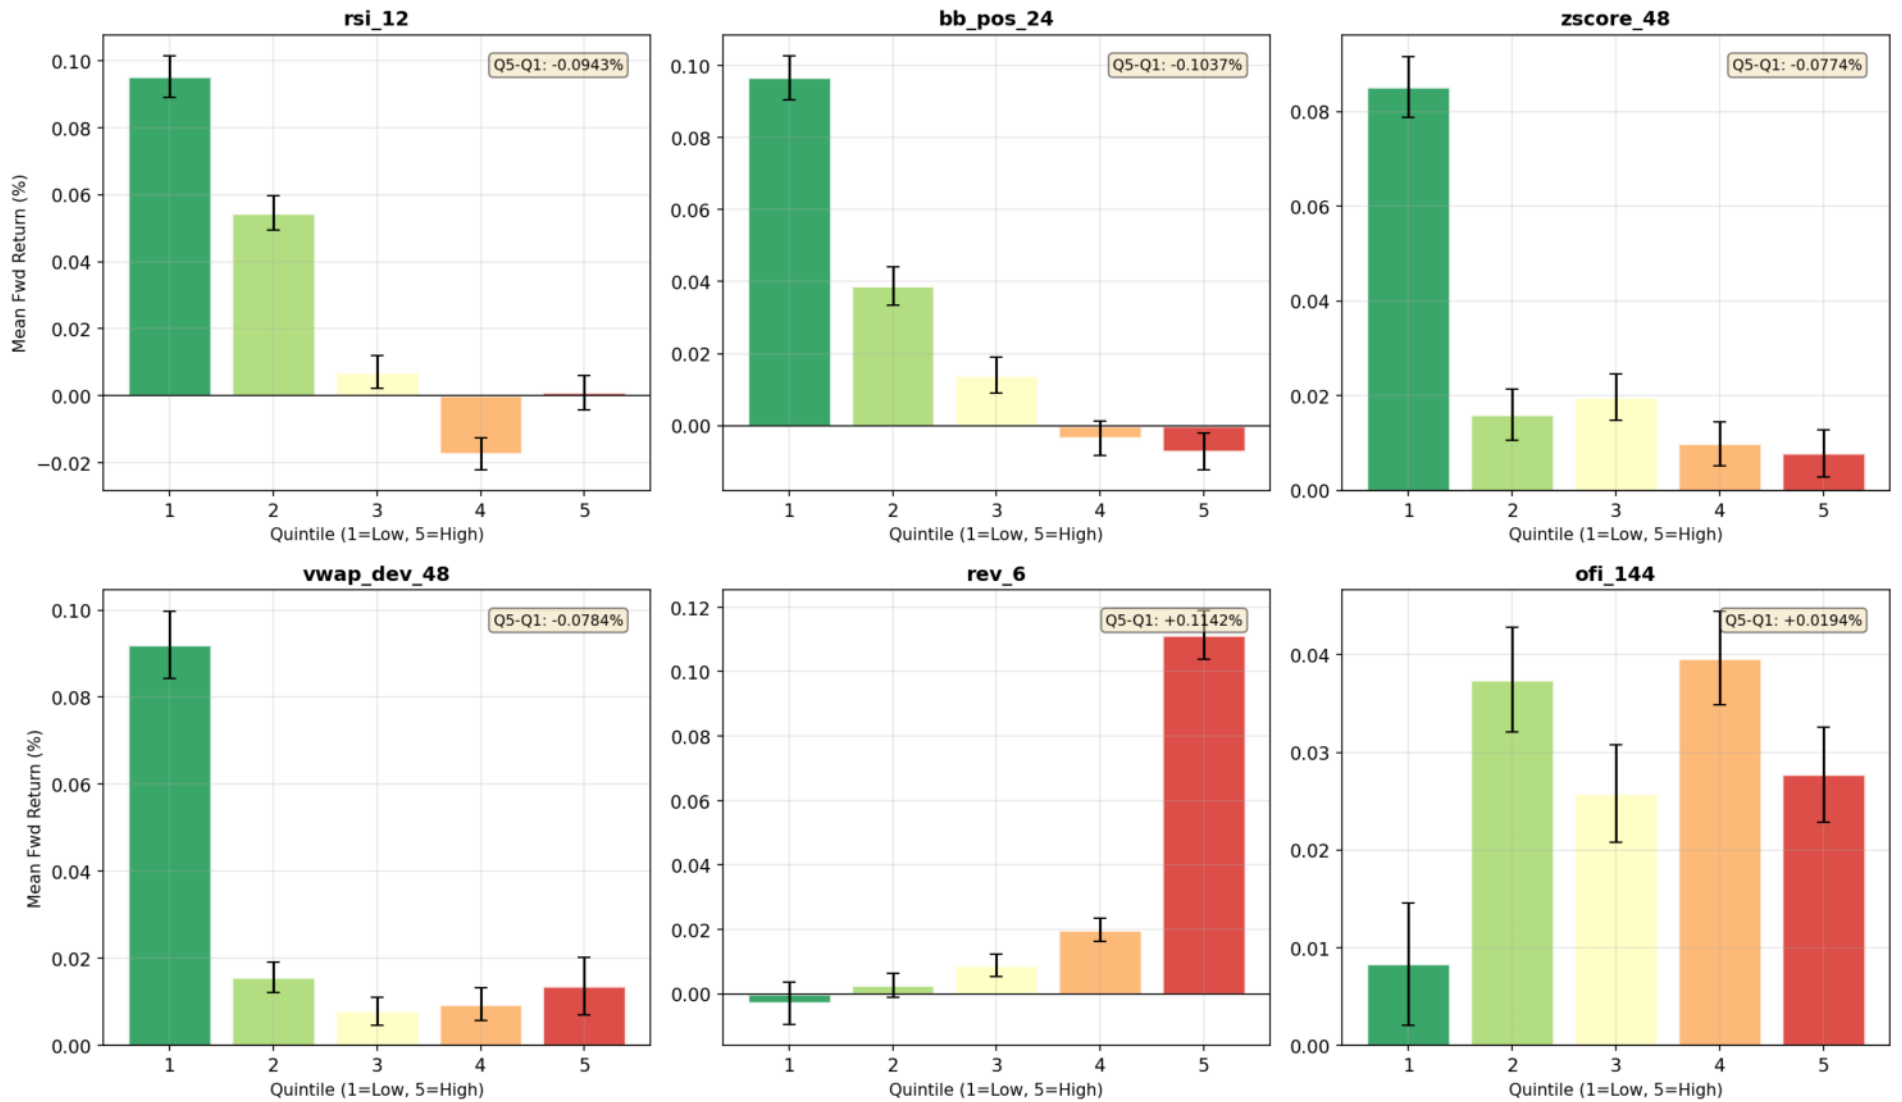 rsi_12
Q5-Q1: -0.0943%
Mean Fwd Return (%)
0.10
0.08
0.06
0.04
0.02
0.00
−0.02
1 2 3 4 5
Quintile (1=Low, 5=High)
bb_pos_24
Q5-Q1: -0.1037%
0.10
0.08
0.06
0.04
0.02
0.00
1 2 3 4 5
Quintile (1=Low, 5=High)
zscore_48
Q5-Q1: -0.0774%
0.08
0.06
0.04
0.02
0.00
1 2 3 4 5
Quintile (1=Low, 5=High)
vwap_dev_48
Q5-Q1: -0.0784%
Mean Fwd Return (%)
0.10
0.08
0.06
0.04
0.02
0.00
1 2 3 4 5
Quintile (1=Low, 5=High)
rev_6
Q5-Q1: +0.1142%
0.12
0.10
0.08
0.06
0.04
0.02
0.00
1 2 3 4 5
Quintile (1=Low, 5=High)
ofi_144
Q5-Q1: +0.0194%
0.04
0.03
0.02
0.01
0.00
1 2 3 4 5
Quintile (1=Low, 5=High)